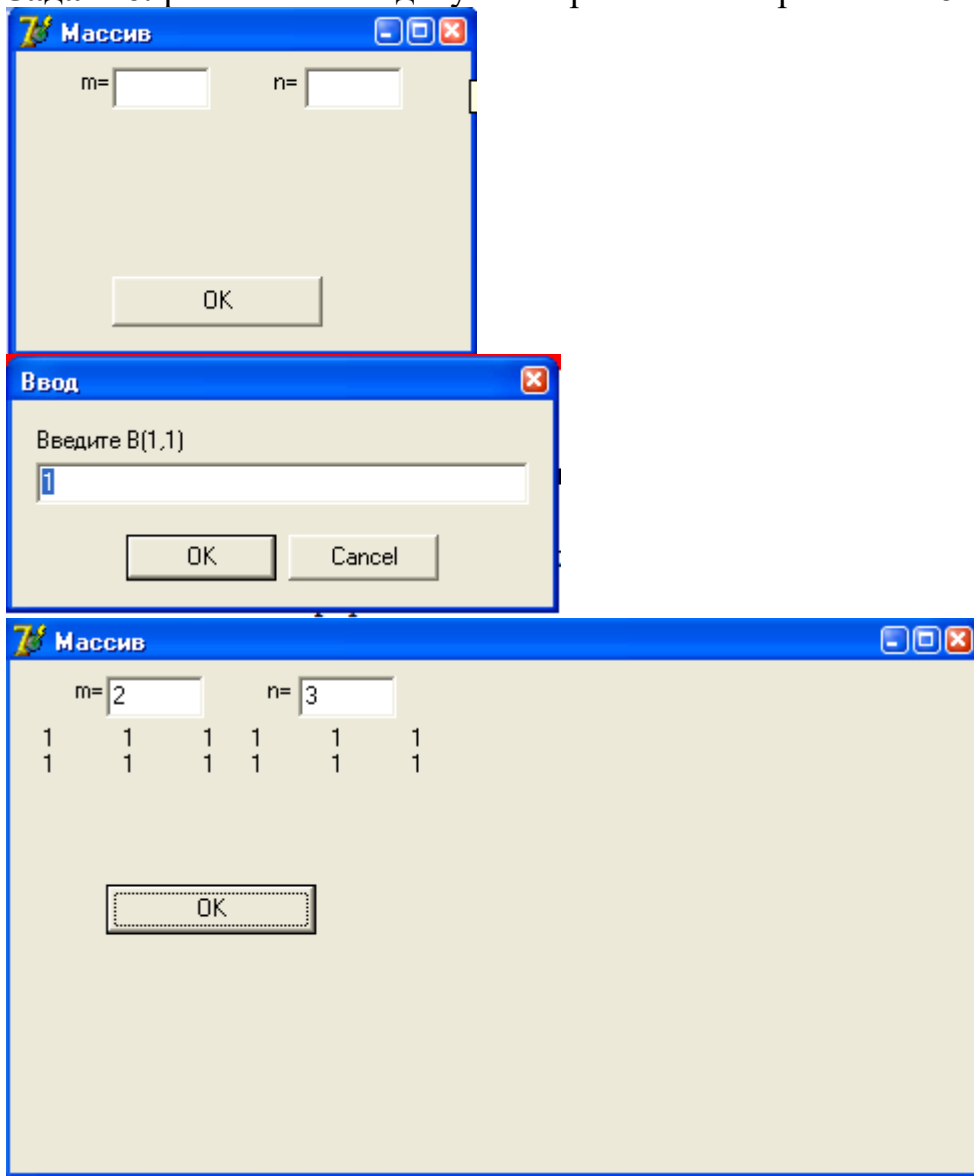 Массив
m= n=
OK
Ввод
Введите B(1,1)
1
OK Cancel
Массив
m= 2 n= 3
1 1 1 1 1 1
1 1 1 1 1 1
OK